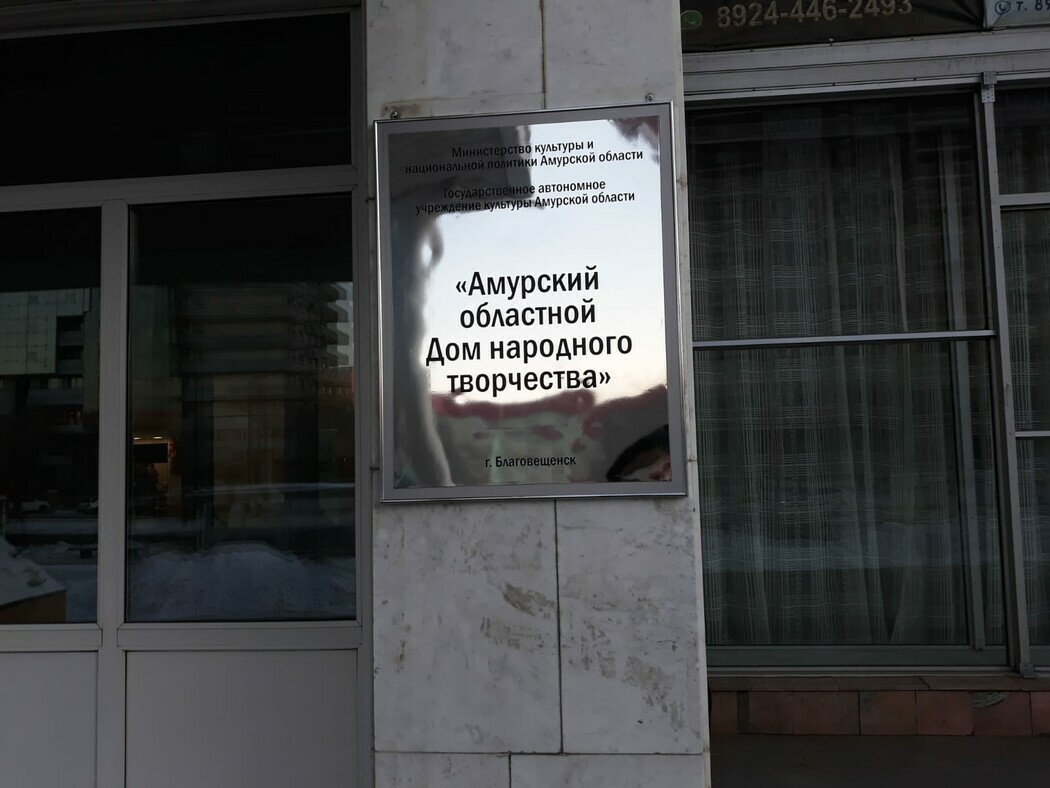 8924-446-2493
т. 89
Министерство культуры и
национальной политики Амурской области
Государственное автономное
учреждение культуры Амурской области
«Амурский
областной
Дом народного
творчества»
г. Благовещенск